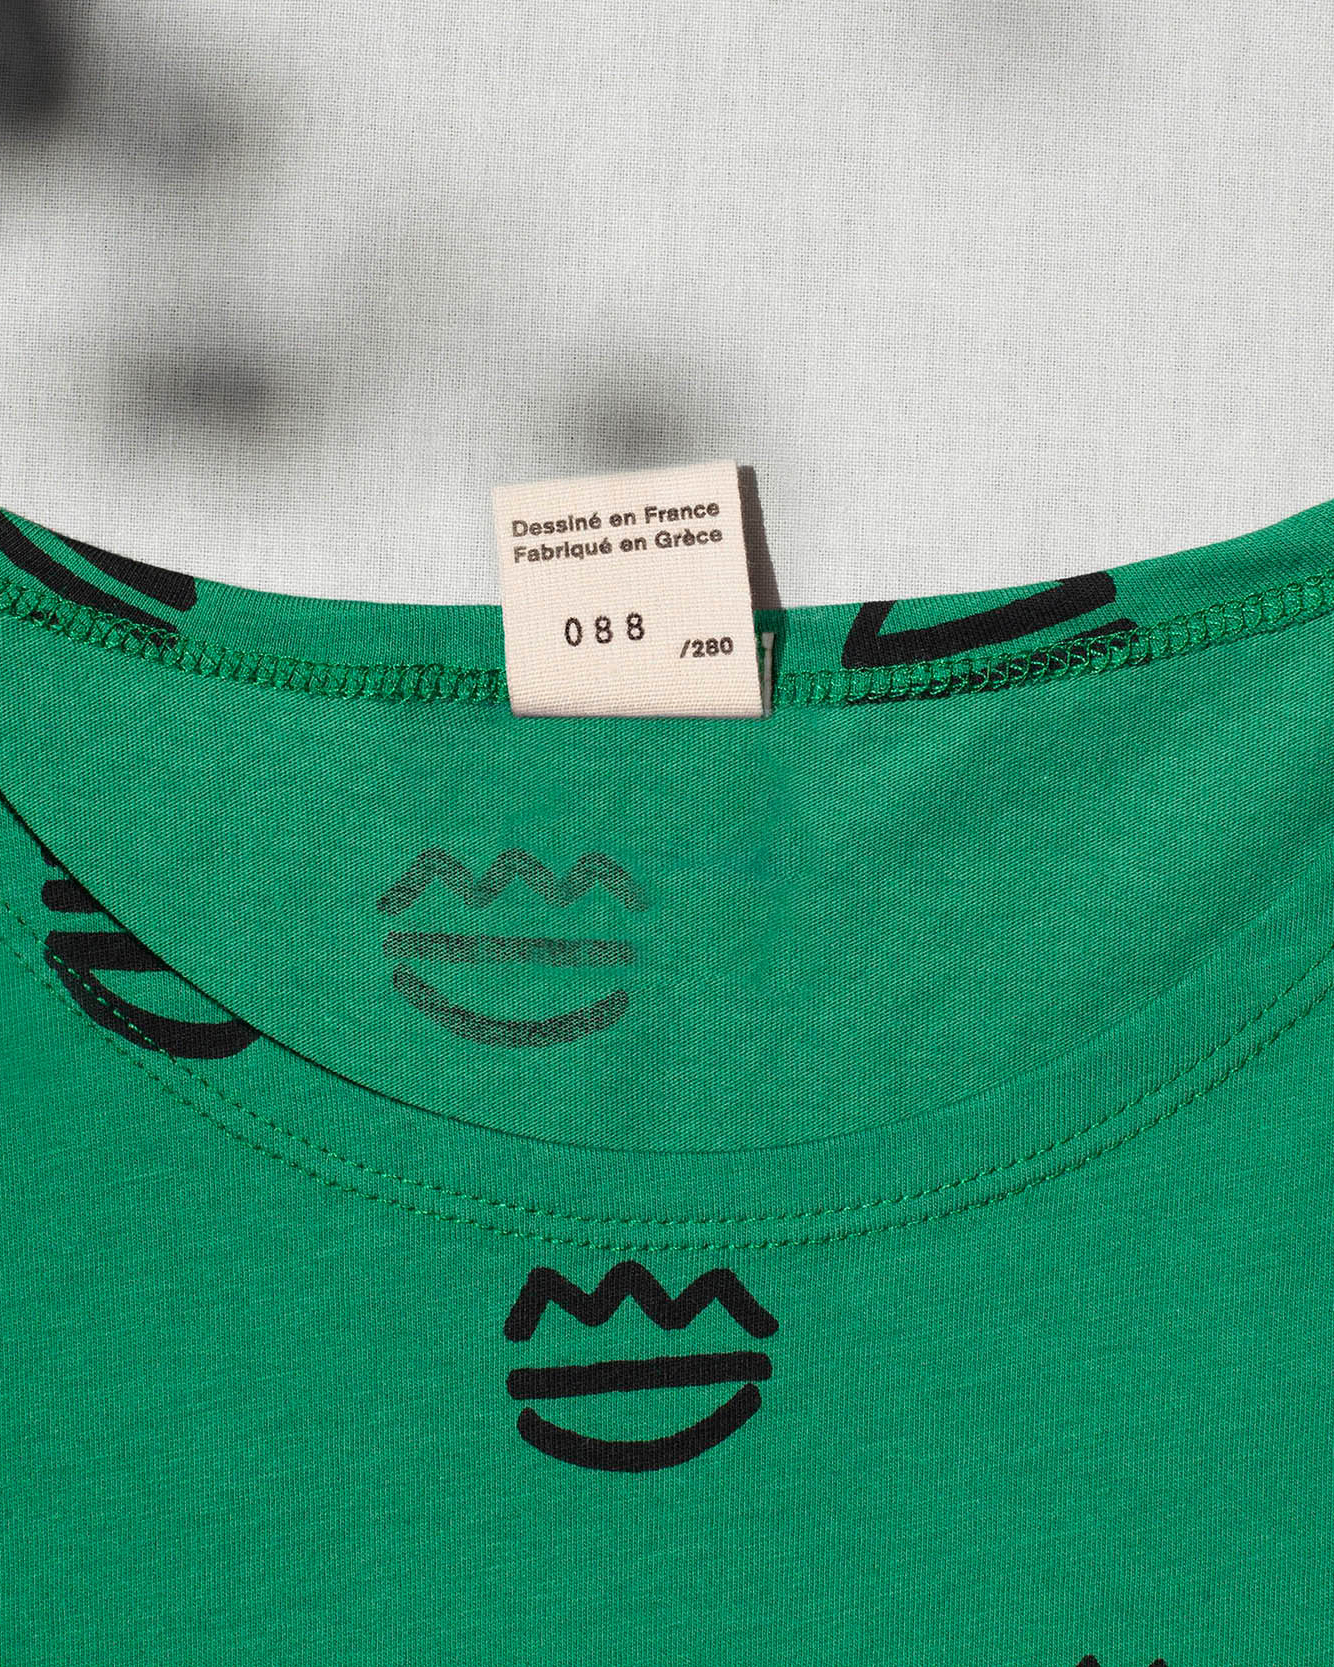 Dessiné en France
Fabriqué en Grèce
088 /280